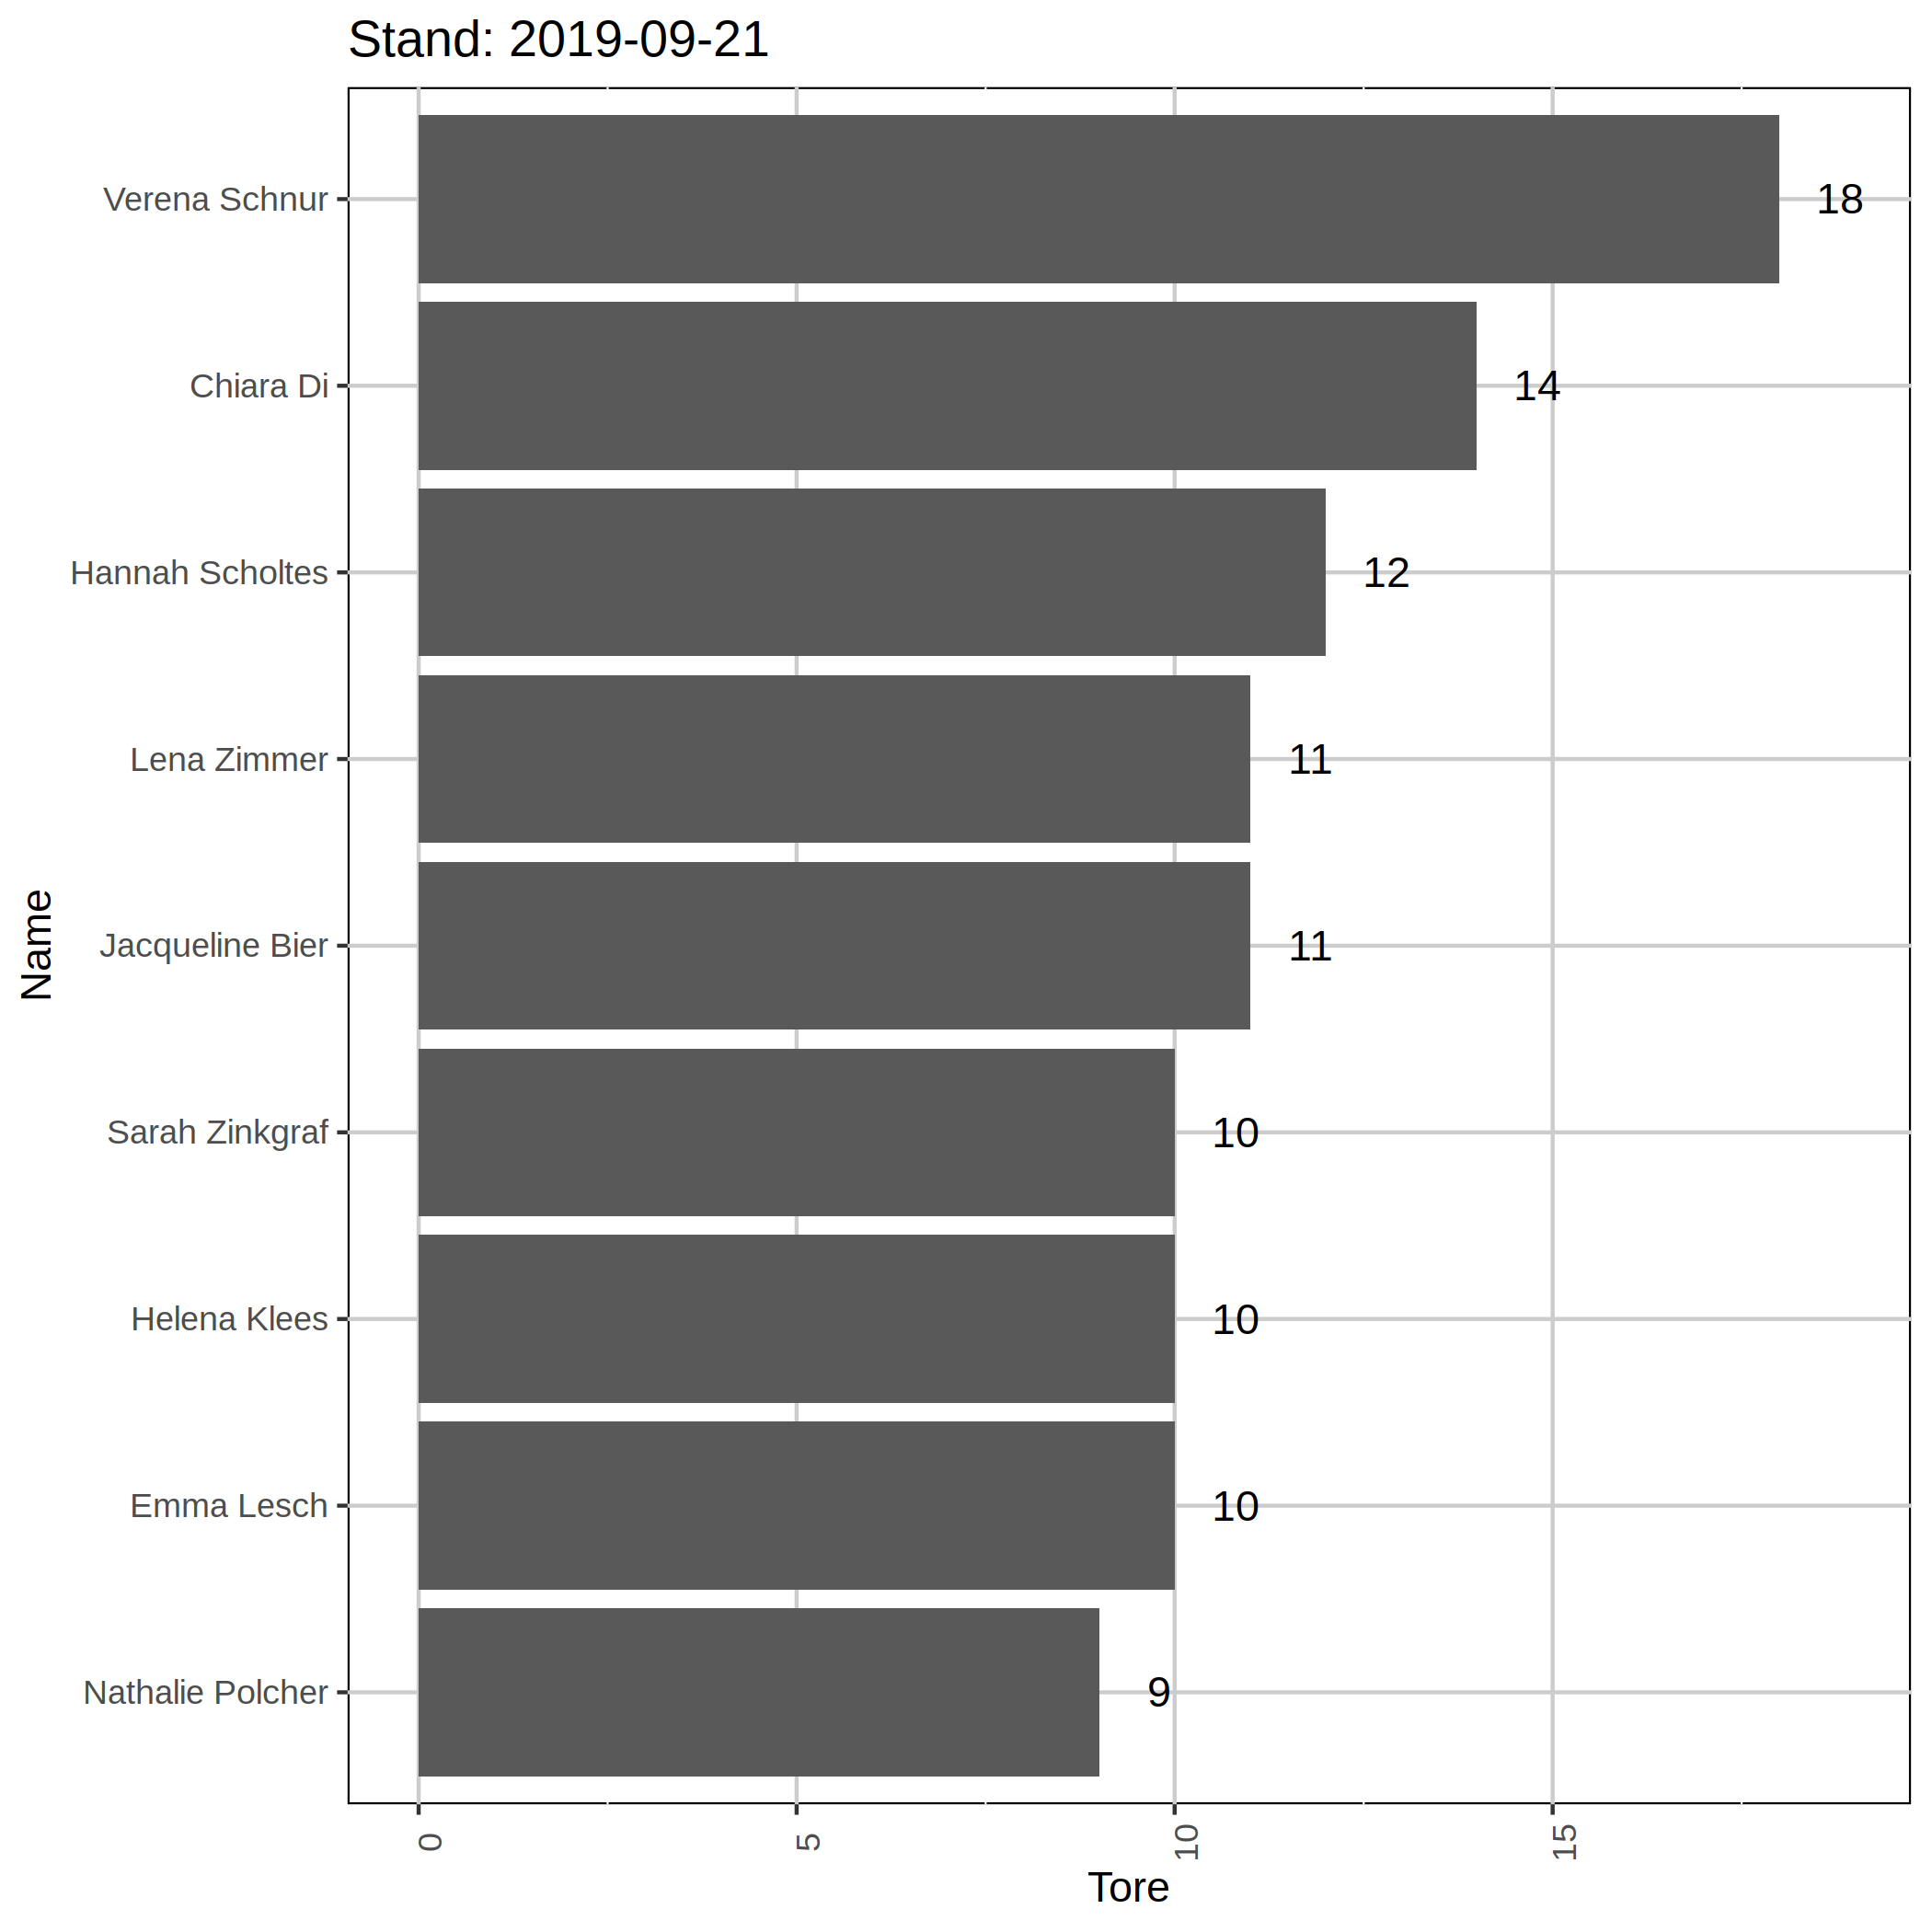 Stand: 2019-09-21
Verena Schnur 18
Chiara Di 14
Hannah Scholtes 12
Lena Zimmer 11
Jacqueline Bier 11
Sarah Zinkgraf 10
Helena Klees 10
Emma Lesch 10
Nathalie Polcher 9
Name
0 5 10 15
Tore